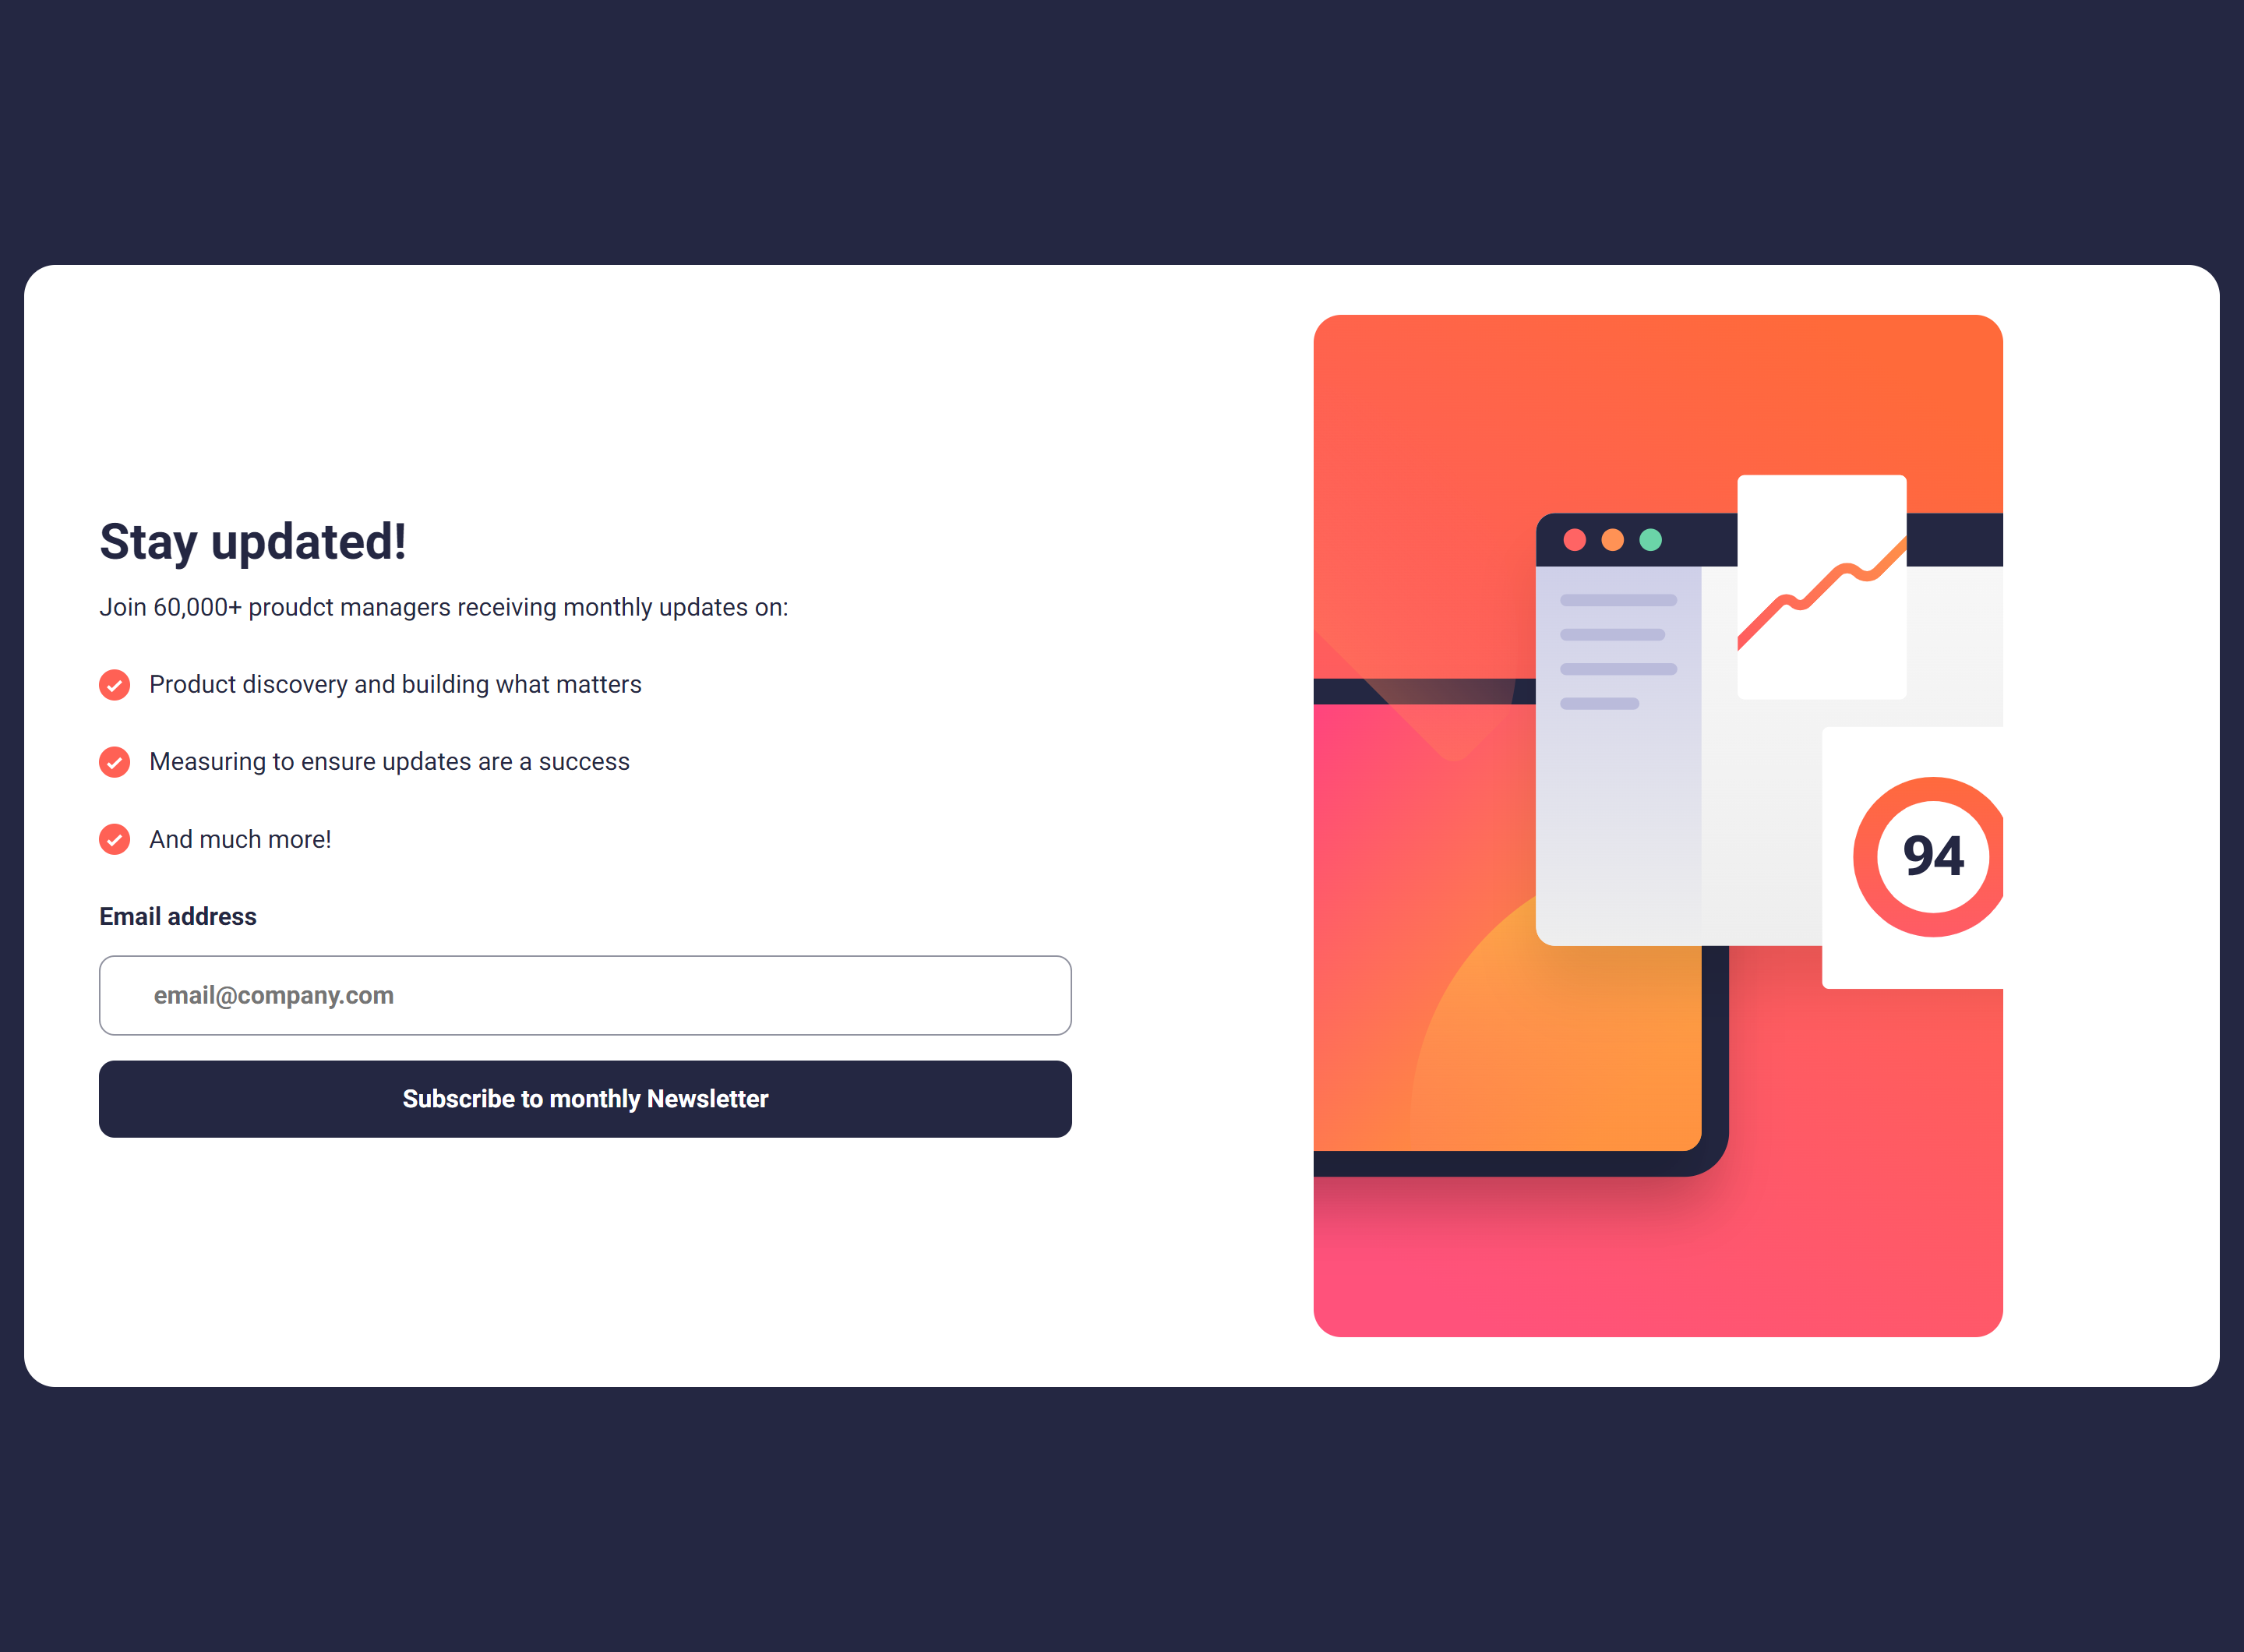 Stay updated!
Join 60,000+ proudct managers receiving monthly updates on:
Product discovery and building what matters
Measuring to ensure updates are a success
And much more!
Email address
email@company.com
Subscribe to monthly Newsletter
94